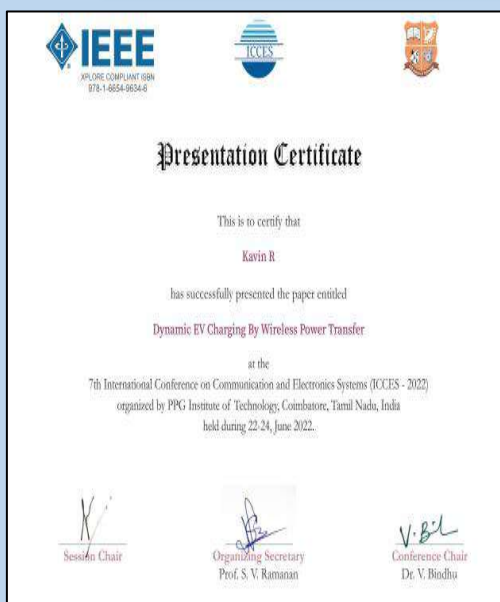 IEEE
XPLORE COMPLIANT ISBN
978-1-6654-9634-6
ICCES
Presentation Certificate
This is to certify that
Kavin R
has successfully presented the paper entitled
Dynamic EV Charging By Wireless Power Transfer
at the
7th International Conference on Communication and Electronics Systems (ICCES - 2022)
organized by PPG Institute of Technology, Coimbatore, Tamil Nadu, India
held during 22-24, June 2022.
Session Chair
Organizing Secretary
Prof. S. V. Ramanan
V. Bil
Conference Chair
Dr. V. Bindhu